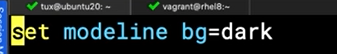 tux@ubuntu20:~ vagrant@rhel8:~
set modeline bg=dark